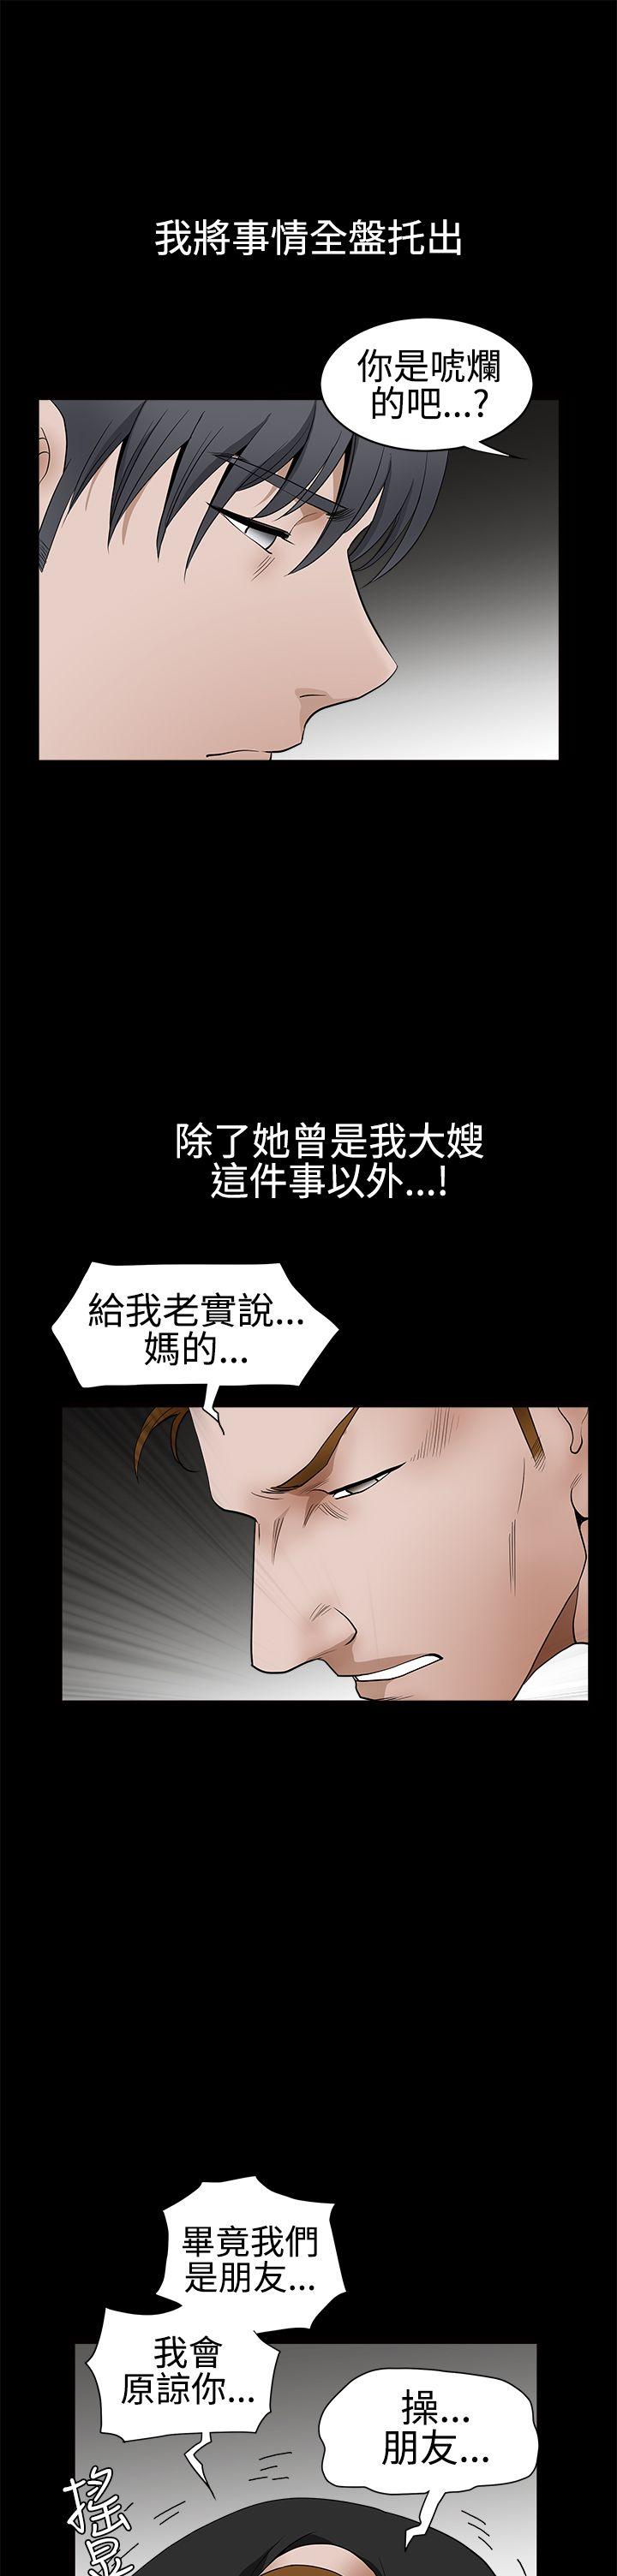 我將事情全盤托出
你是唬爛
的吧...?
除了她曾是我大嫂
這件事以外...!
給我老實說...
媽的...
畢竟我們
是朋友...
我會
原諒你...
操...
朋友...
搖晃